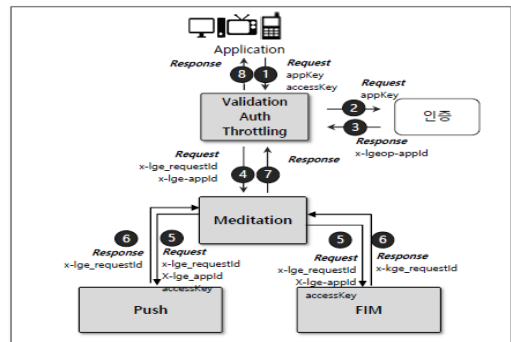 Application
Response
8
1
Request
appKey
accessKey
Validation
Auth
Throttling
2
Request
appKey
3
Response
x-lgeop-appId
인증
Request
x-lge_requestId
x-lge-appId
4
7
Response
Meditation
6
Response
x-lge_requestId
5
Request
x-lge_requestId
X-lge_appId
accessKey
Push
5
Request
x-lge_requestId
X-lge-appId
accessKey
6
Response
x-kge_requestId
FIM